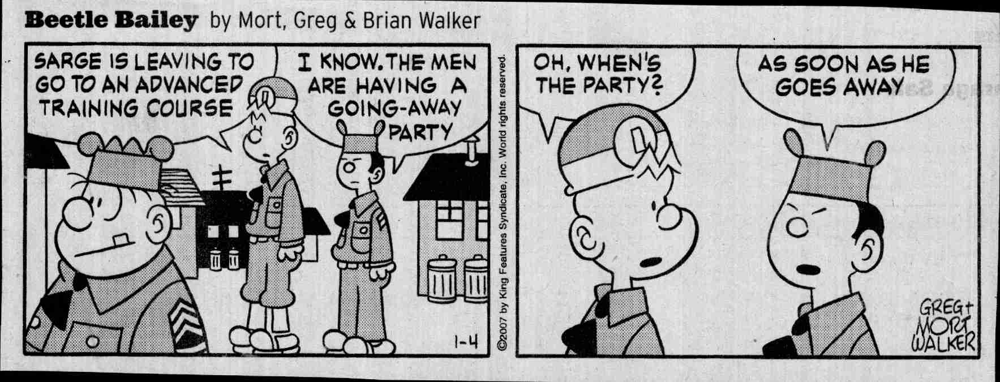 Beetle Bailey by Mort, Greg & Brian Walker
SARGE IS LEAVING TO
GO TO AN ADVANCED
TRAINING COURSE
I KNOW. THE MEN
ARE HAVING A
GOING-AWAY
PARTY
1-4
©2007 by King Features Syndicate, Inc. World rights reserved.
OH, WHEN'S
THE PARTY?
AS SOON AS HE
GOES AWAY
GREG+
MORT
WALKER